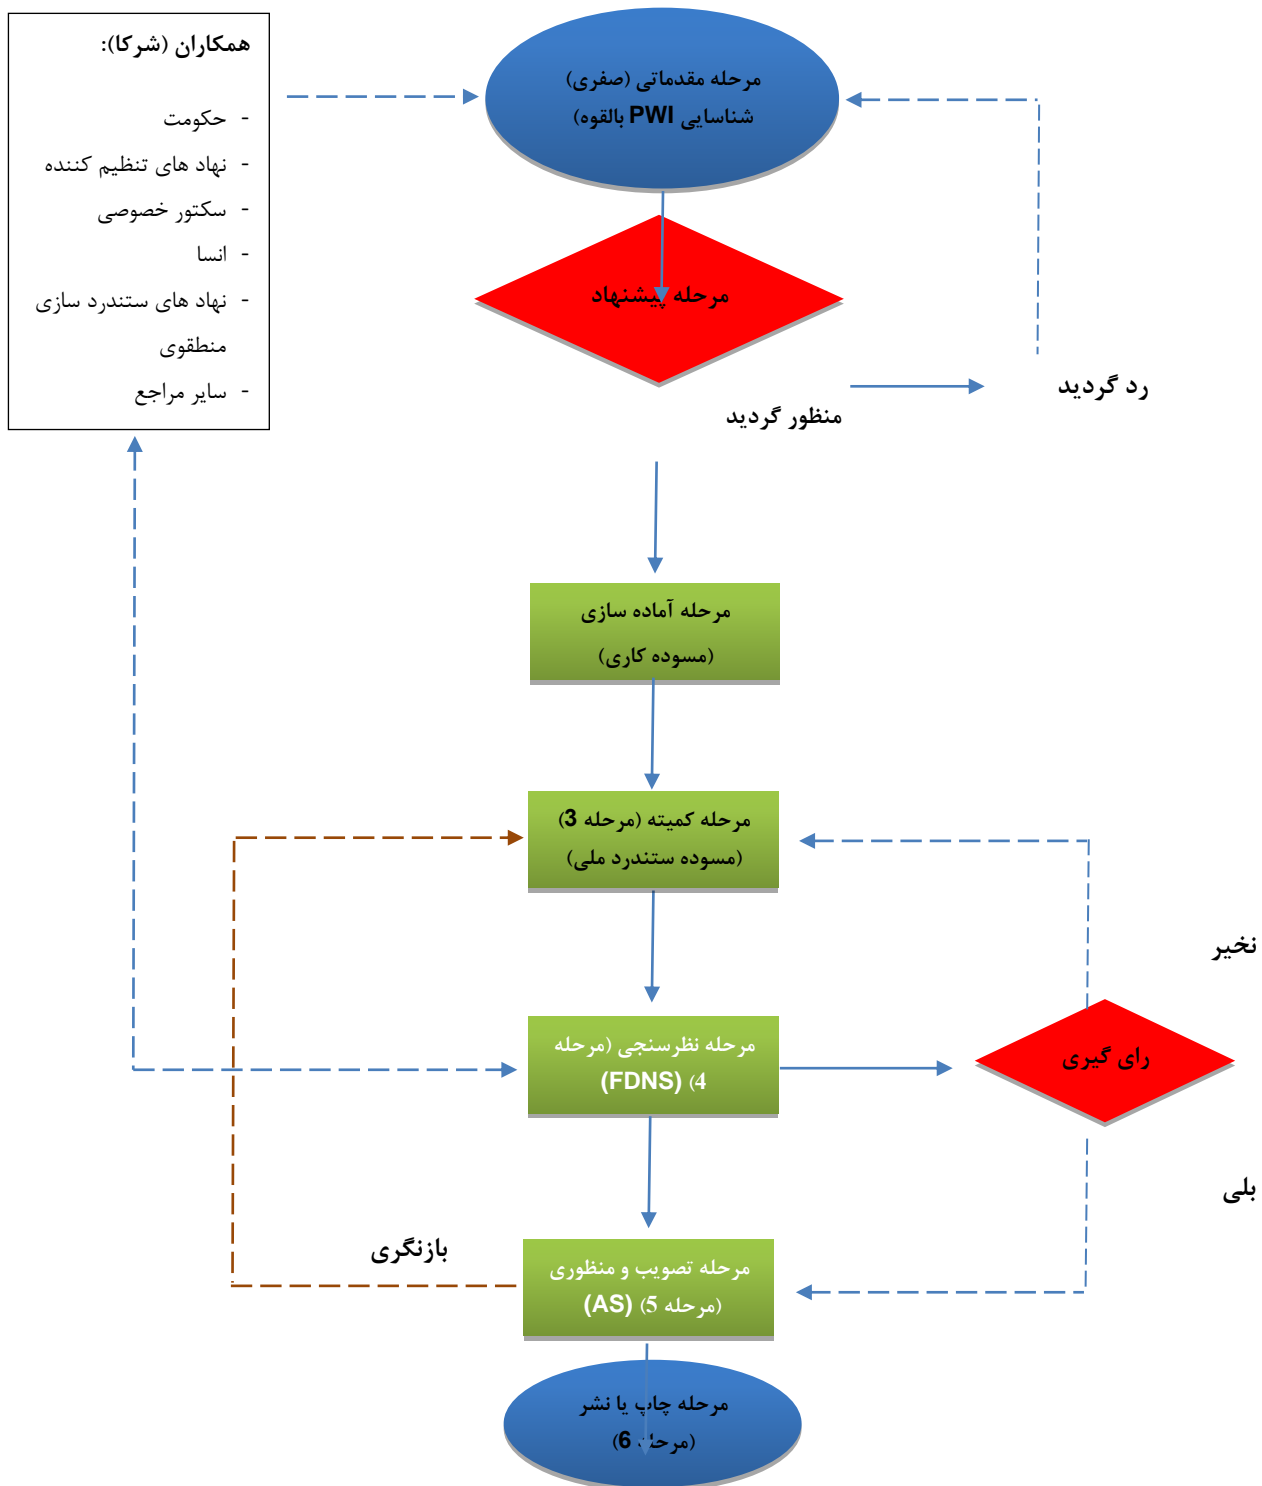 همکاران (شرکا):
- حکومت
- نهاد های تنظیم کننده
- سکتور خصوصی
- انسا
- نهاد های ستندرد سازی
منطقوی
- سایر مراجع
مرحله مقدماتی (صفری)
شناسایی PWI بالقوه)
مرحله پیشنهاد
رد گردید
منظور گردید
مرحله آماده سازی
(مسوده کاری)
مرحله کمیته (مرحله 3)
(مسوده ستندرد ملی)
نخیر
مرحله نظرسنجی (مرحله
4) (FDNS)
رای گیری
بلی
بازنگری
مرحله تصویب و منظوری
(مرحله 5) (AS)
مرحله چاپ یا نشر
(مرحله 6)